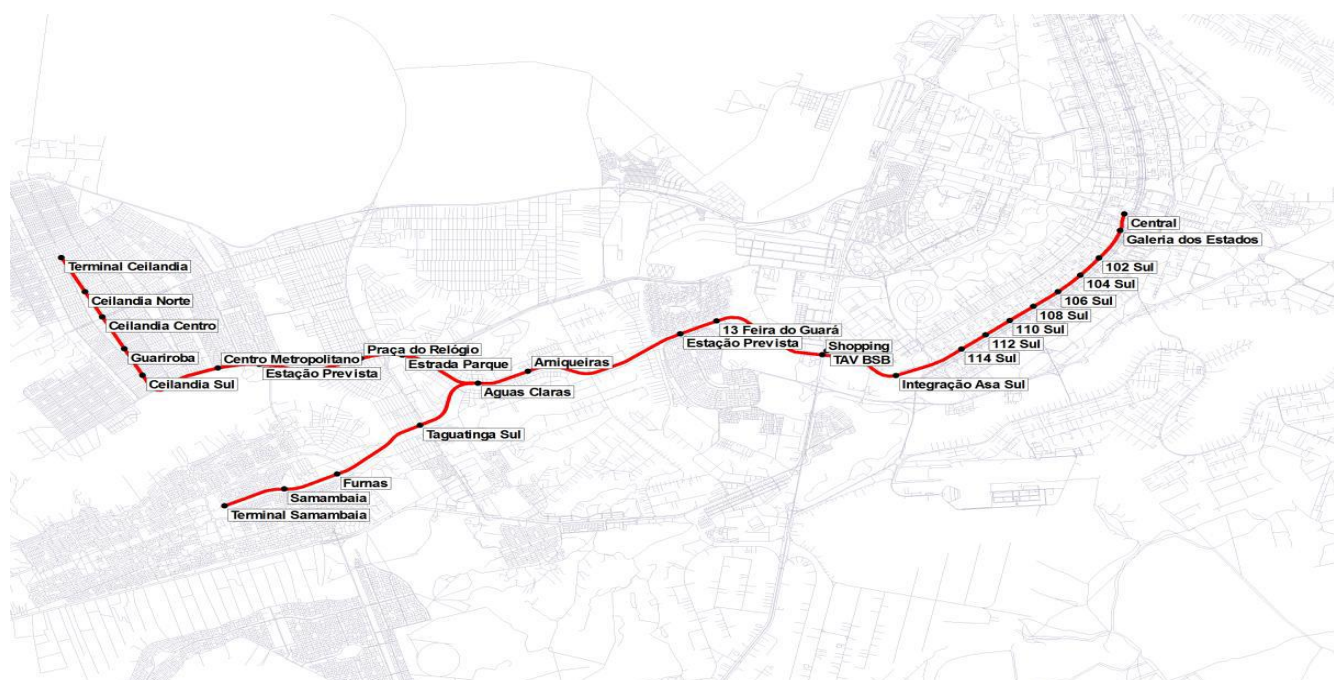 Central
Galeria dos Estados
102 Sul
104 Sul
106 Sul
108 Sul
110 Sul
112 Sul
114 Sul
Integração Asa Sul
Shopping
TAV BSB
13 Feira do Guará
Estação Prevista
Arniqueiras
Aguas Claras
Praça do Relógio
Estrada Parque
Centro Metropolitano
Estação Prevista
Terminal Ceilandia
Ceilandia Norte
Ceilandia Centro
Guariroba
Ceilandia Sul
Taguatinga Sul
Furnas
Samambaia
Terminal Samambaia